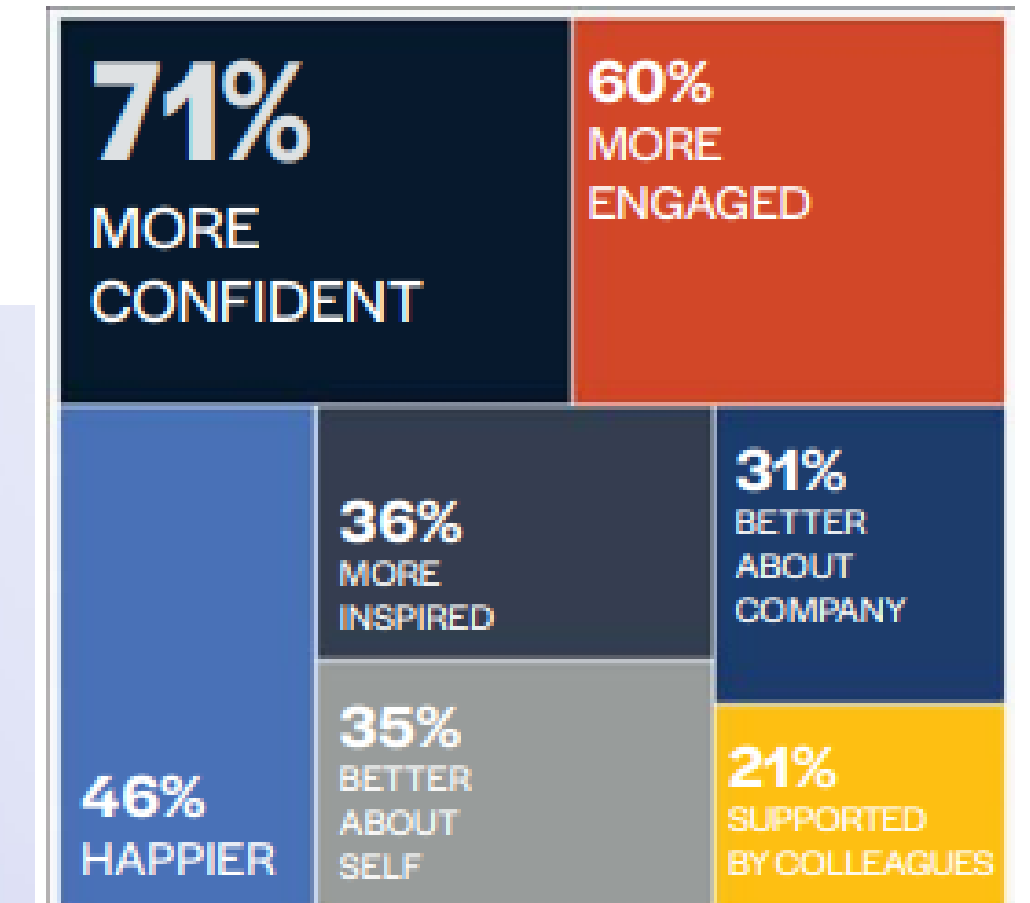 71%
MORE
CONFIDENT
60%
MORE
ENGAGED
46%
HAPPIER
36%
MORE
INSPIRED
35%
BETTER
ABOUT
SELF
31%
BETTER
ABOUT
COMPANY
21%
SUPPORTED
BY COLLEAGUES